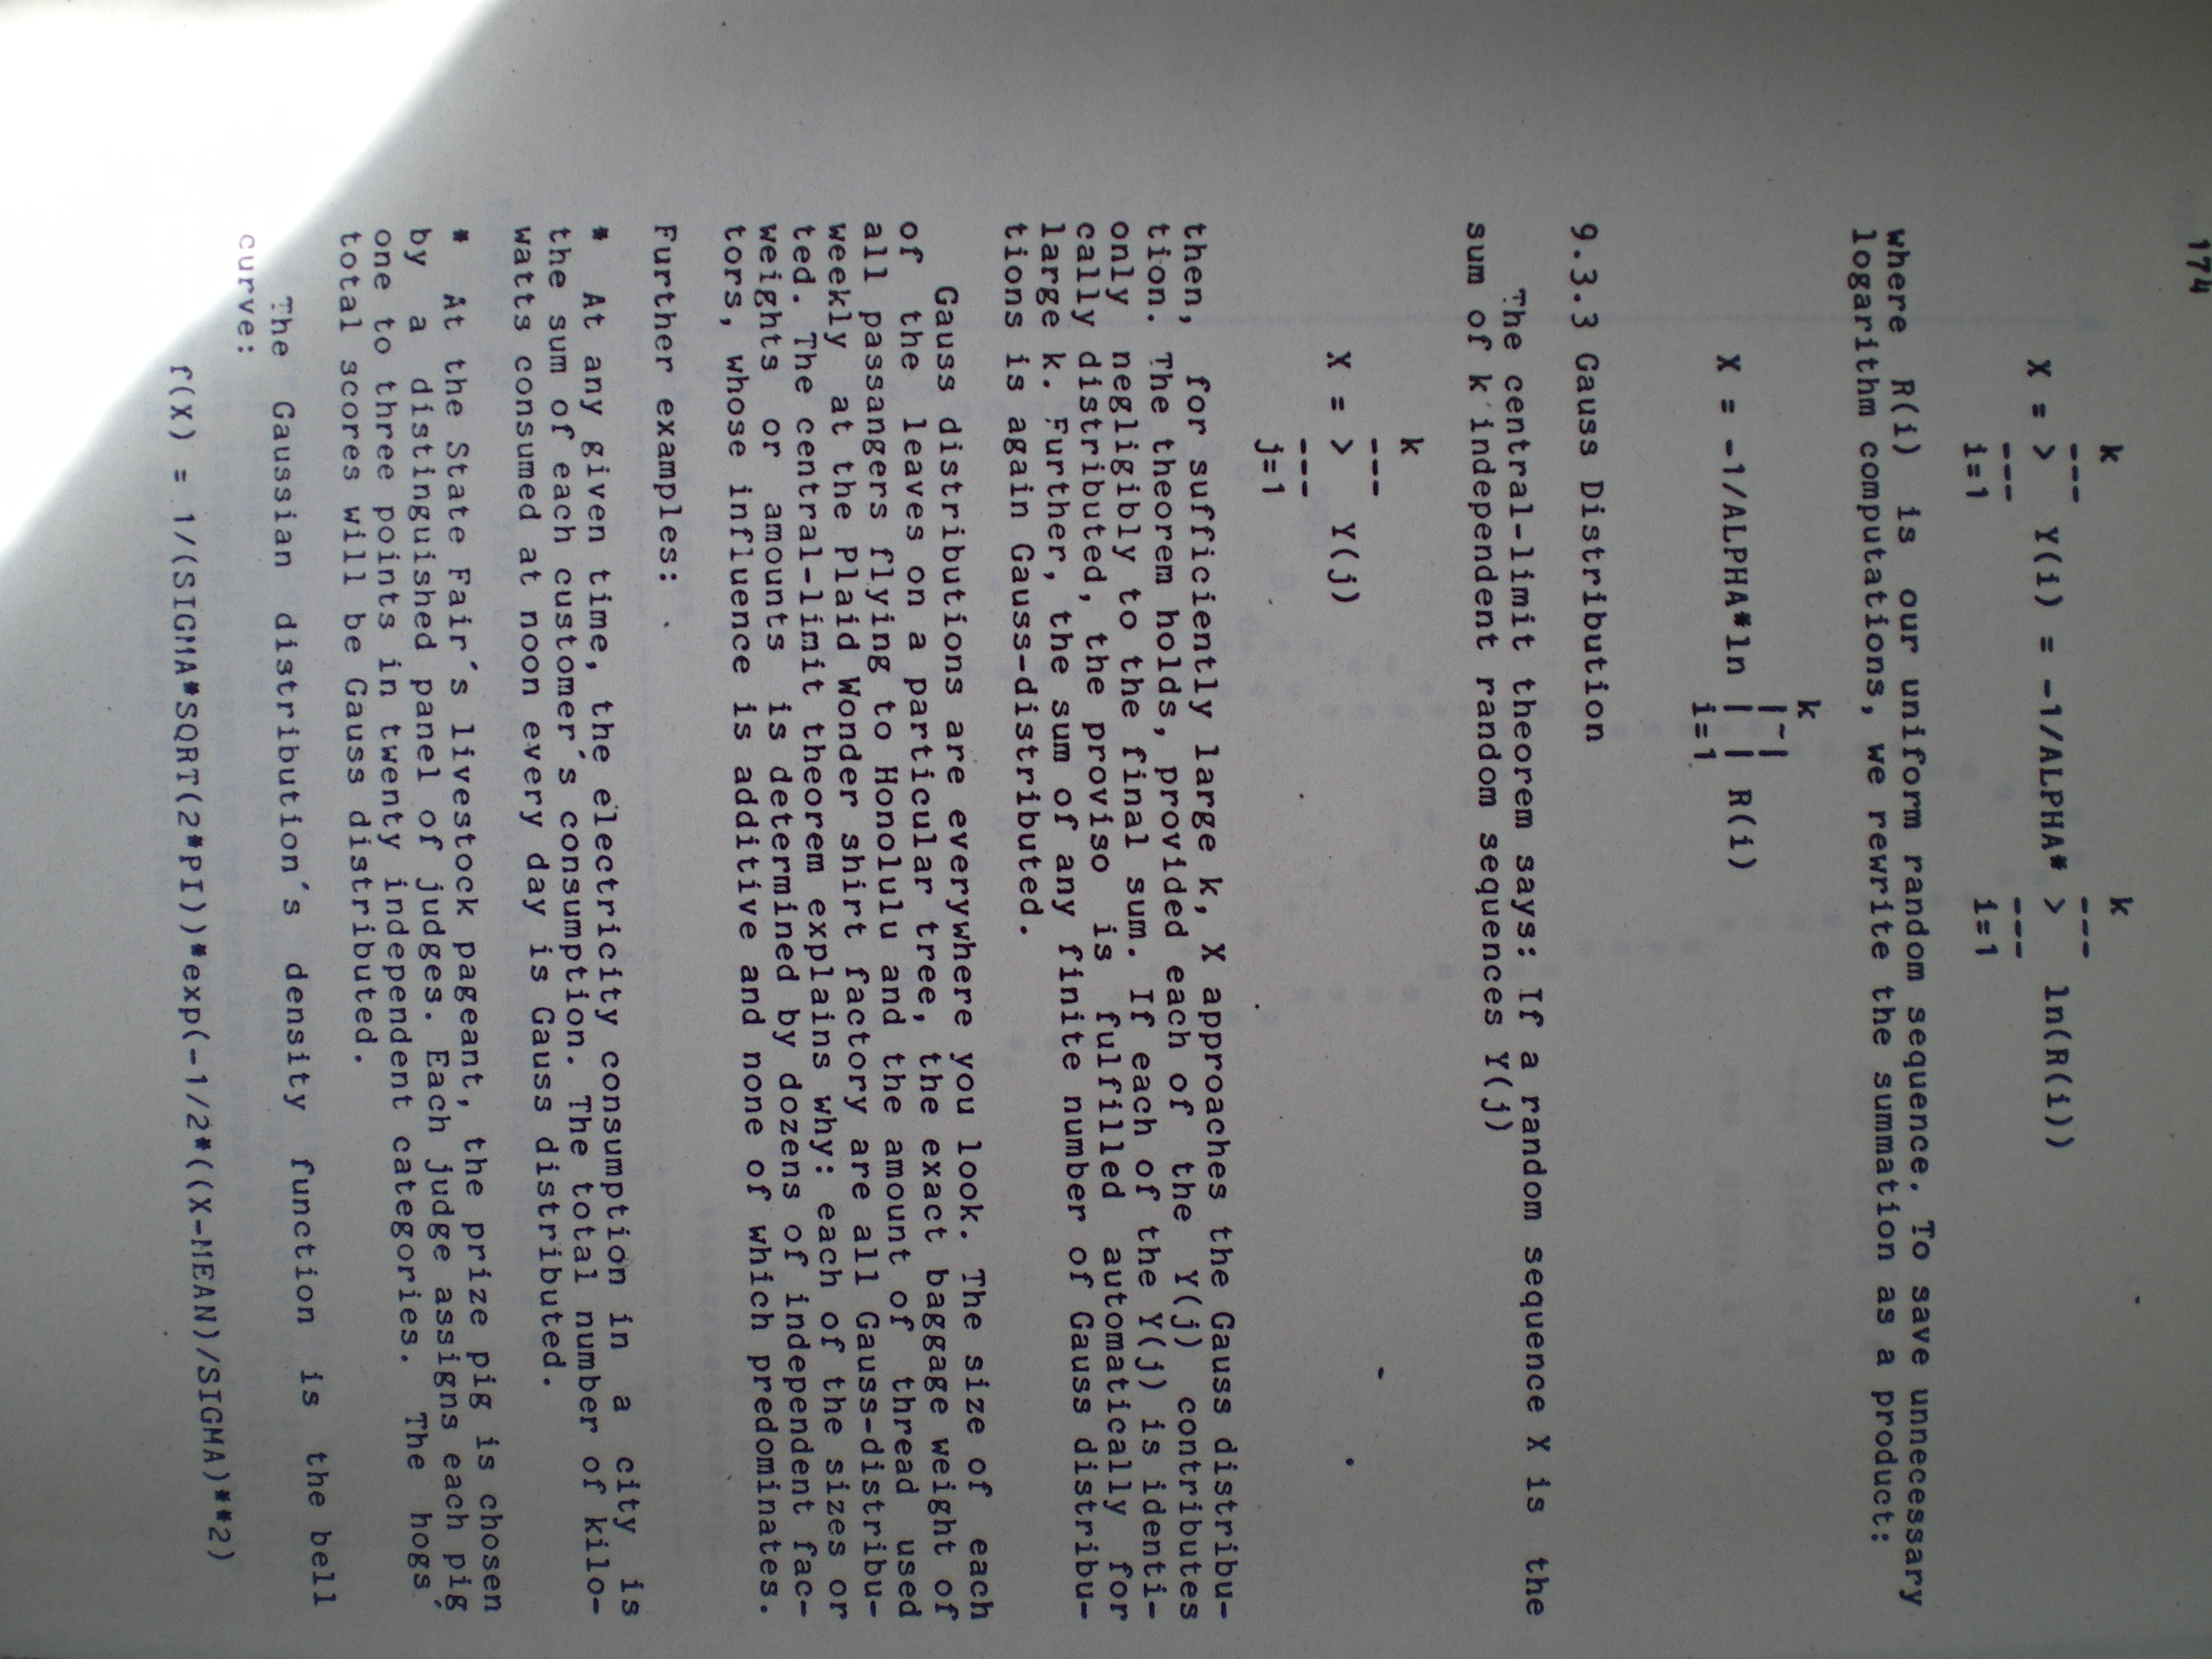 174
k k
--- ---
X = > Y(i) = -1/ALPHA* > ln(R(i))
--- ---
i=1 i=1
where R(i) is our uniform random sequence. To save unnecessary
logarithm computations, we rewrite the summation as a product:
k
|~|
X = -1/ALPHA*ln | | R(i)
i=1
9.3.3 Gauss Distribution
The central-limit theorem says: If a random sequence X is the
sum of k independent random sequences Y(j)
k
---
X = > Y(j)
---
j=1
then, for sufficiently large k, X approaches the Gauss distribu-
tion. The theorem holds, provided each of the Y(j) contributes
only negligibly to the final sum. If each of the Y(j) is identi-
cally distributed, the proviso is fulfilled automatically for
large k. Further, the sum of any finite number of Gauss distribu-
tions is again Gauss-distributed.
Gauss distributions are everywhere you look. The size of each
of the leaves on a particular tree, the exact baggage weight of
all passangers flying to Honolulu and the amount of thread used
weekly at the Plaid Wonder shirt factory are all Gauss-distribu-
ted. The central-limit theorem explains why: each of the sizes or
weights or amounts is determined by dozens of independent fac-
tors, whose influence is additive and none of which predominates.
Further examples:
* At any given time, the electricity consumption in a city is
the sum of each customer's consumption. The total number of kilo-
watts consumed at noon every day is Gauss distributed.
* At the State Fair's livestock pageant, the prize pig is chosen
by a distinguished panel of judges. Each judge assigns each pig
one to three points in twenty independent categories. The hogs'
total scores will be Gauss distributed.
The Gaussian distribution's density function is the bell
curve:
f(X) = 1/(SIGMA*SQRT(2*PI))*exp(-1/2*((X-MEAN)/SIGMA)**2)